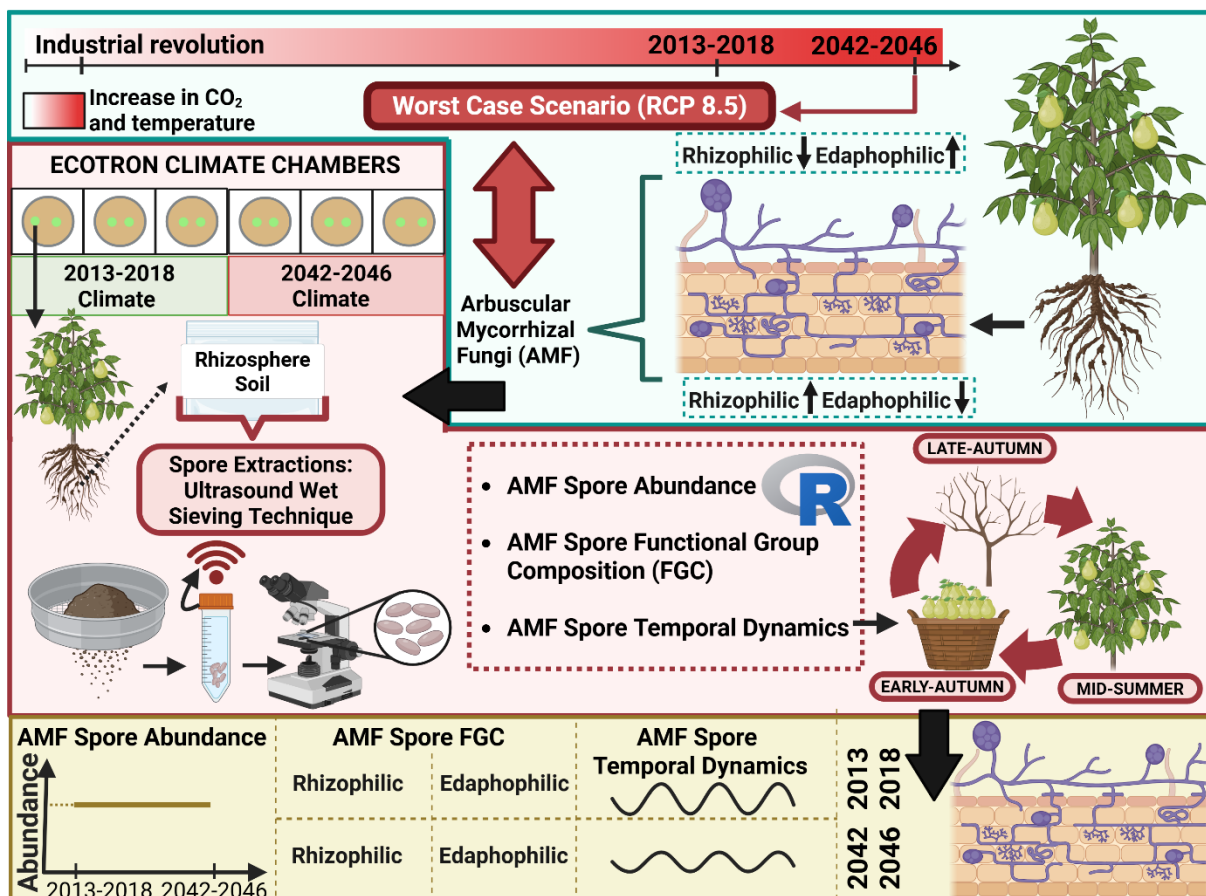 Industrial revolution
2013-2018
2042-2046
Increase in CO₂
and temperature
Worst Case Scenario (RCP 8.5)
Rhizophilic Edaphophilic
ECOTRON CLIMATE CHAMBERS
2013-2018
Climate
2042-2046
Climate
Arbuscular
Mycorrhizal
Fungi (AMF)
Rhizophilic Edaphophilic
Rhizosphere
Soil
Spore Extractions:
Ultrasound Wet
Sieving Technique
• AMF Spore Abundance
R
• AMF Spore Functional Group
Composition (FGC)
• AMF Spore Temporal Dynamics
LATE-AUTUMN
EARLY-AUTUMN
MID-SUMMER
AMF Spore Abundance
Abundance
2013-2018 2042-2046
AMF Spore FGC
Rhizophilic Edaphophilic
Rhizophilic Edaphophilic
AMF Spore
Temporal Dynamics
2013
2018
2042
2046